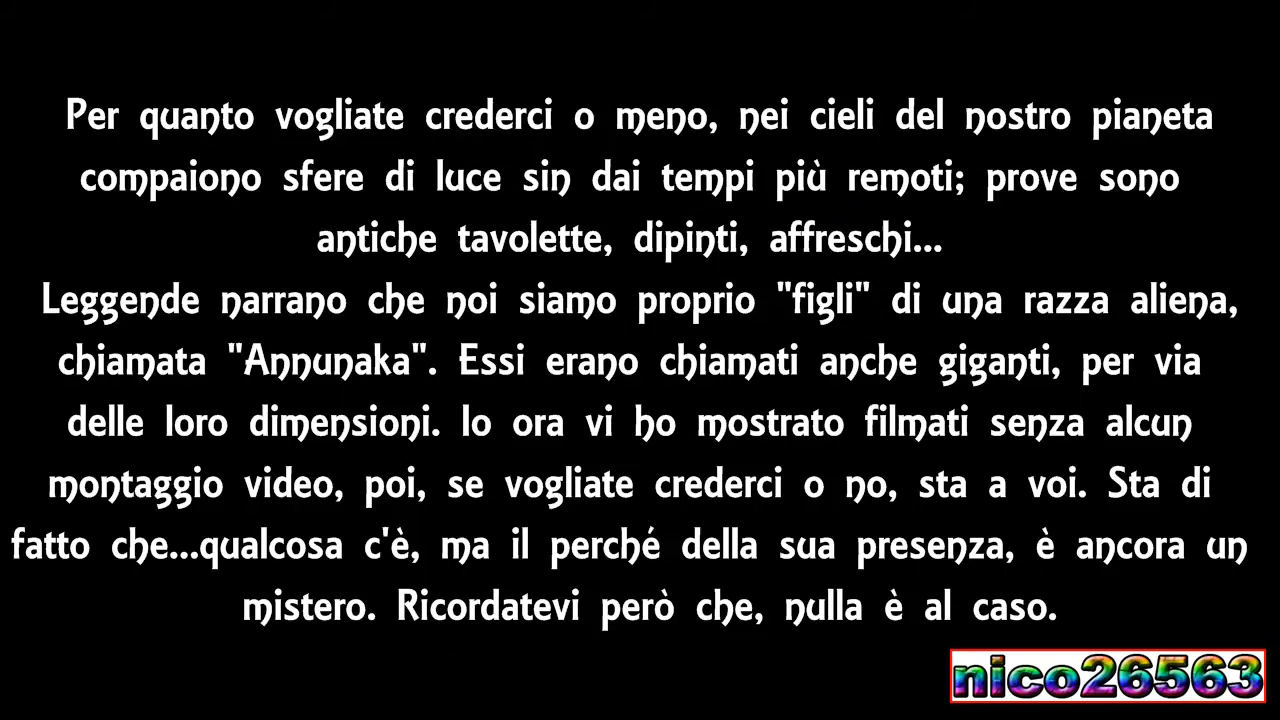 Per quanto vogliate crederci o meno, nei cieli del nostro pianeta
compaiono sfere di luce sin dai tempi più remoti; prove sono
antiche tavolette, dipinti, affreschi...
Leggende narrano che noi siamo proprio "figli" di una razza aliena,
chiamata "Annunaka". Essi erano chiamati anche giganti, per via
delle loro dimensioni. Io ora vi ho mostrato filmati senza alcun
montaggio video, poi, se vogliate crederci o no, sta a voi. Sta di
fatto che...qualcosa c'è, ma il perché della sua presenza, è ancora un
mistero. Ricordatevi però che, nulla è al caso.
nico26563